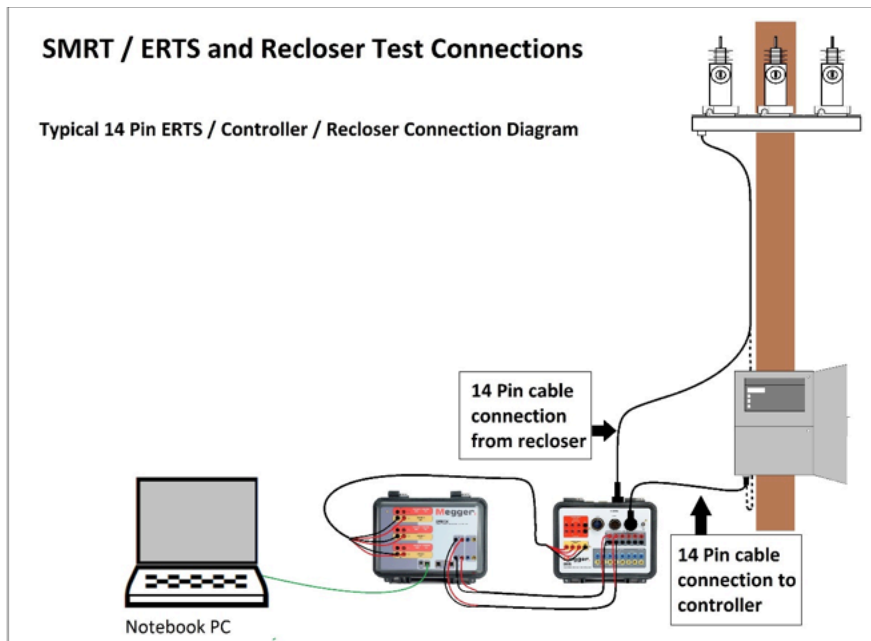 SMRT / ERTS and Recloser Test Connections
Typical 14 Pin ERTS / Controller / Recloser Connection Diagram
14 Pin cable
connection
from recloser
Megger
Megger
14 Pin cable
connection to
controller
Notebook PC